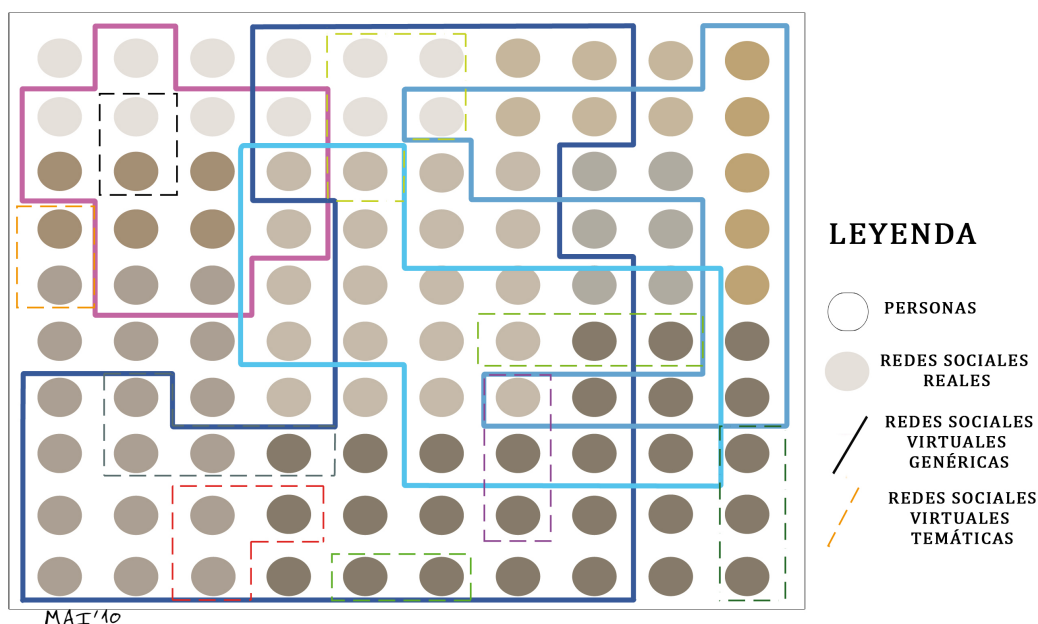 LEYENDA
PERSONAS
REDES SOCIALES
REALES
REDES SOCIALES
VIRTUALES
GENÉRICAS
REDES SOCIALES
VIRTUALES
TEMÁTICAS
MAI'10